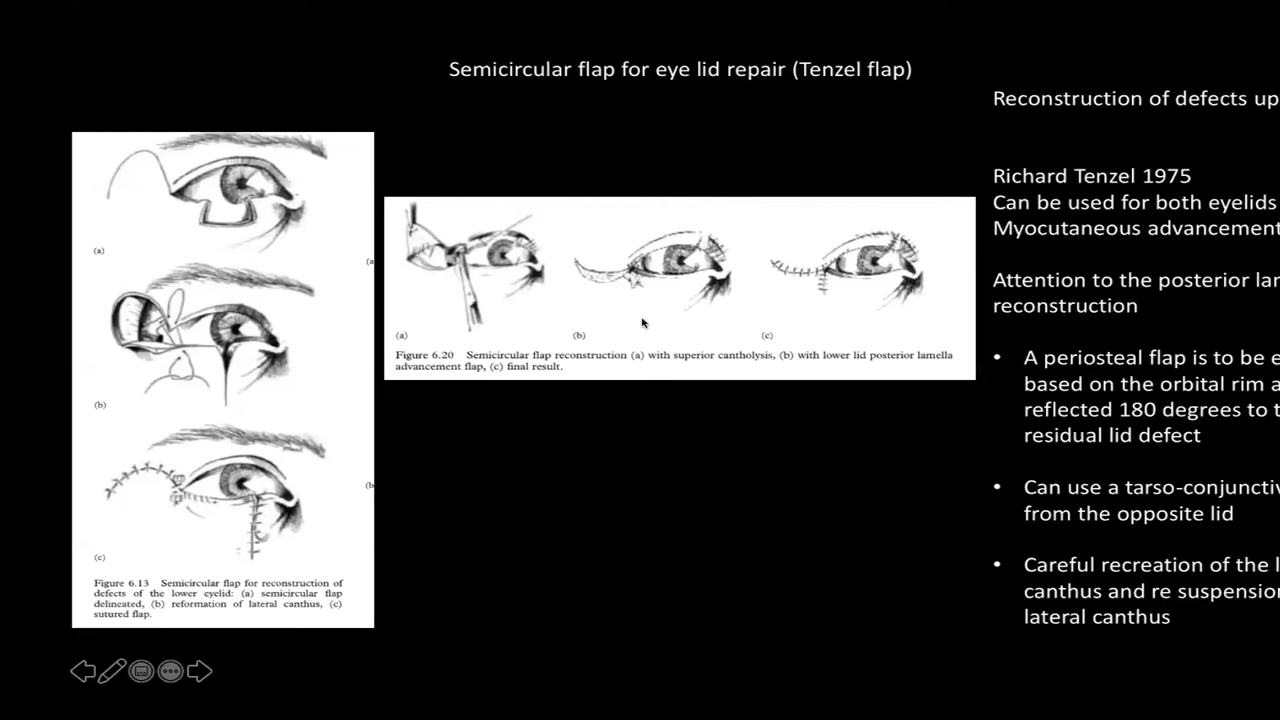 Semicircular flap for eye lid repair (Tenzel flap)
(a)
(a
(b)
(b
(c)
Figure 6.13 Semicircular flap for reconstruction of
defects of the lower eyelid: (a) semicircular flap
delineated, (b) reformation of lateral canthus, (c)
sutured flap.
(a)
(b)
(c)
Figure 6.20 Semicircular flap reconstruction (a) with superior cantholysis, (b) with lower lid posterior lamella
advancement flap, (c) final result.
Reconstruction of defects up
Richard Tenzel 1975
Can be used for both eyelids
Myocutaneous advancement
Attention to the posterior lam
reconstruction
• A periosteal flap is to be e
based on the orbital rim a
reflected 180 degrees to t
residual lid defect
• Can use a tarso-conjunctiv
from the opposite lid
• Careful recreation of the l
canthus and re suspension
lateral canthus